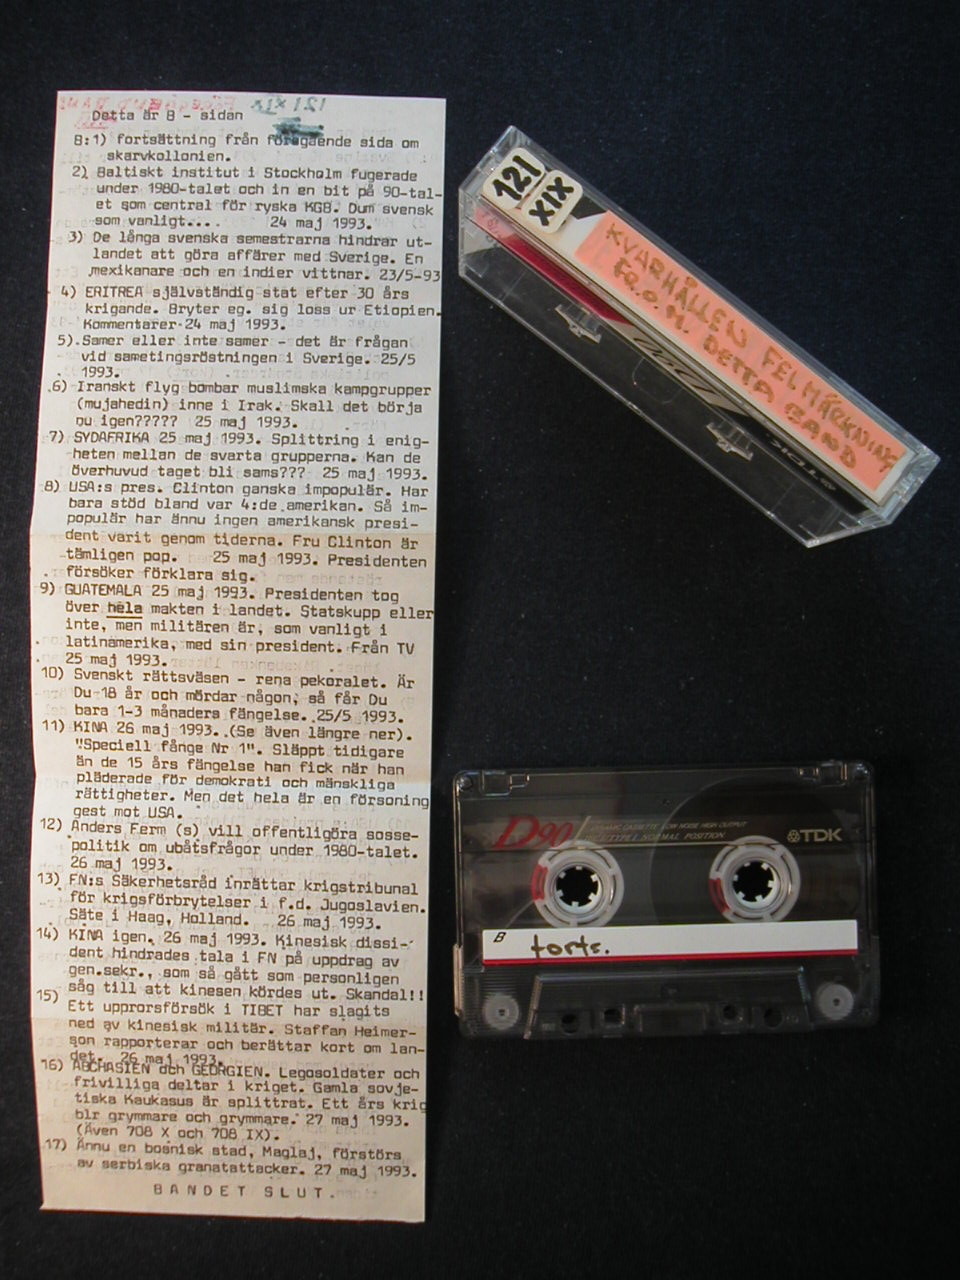 121 XIX
Detta är B - sidan
B:1) fortsättning från föregående sida om
skarvkollonien.
2) Baltiskt institut i Stockholm fugerade
under 1980-talet och in en bit på 90-tal-
et som central för ryska KGB. Dum svensk
som vanligt.... 24 maj 1993.
3) De långa svenska semestrarna hindrar ut-
landet att göra affärer med Sverige. En
mexikanare och en indier vittnar. 23/5-93
4) ERITREA självständig stat efter 30 års
krigande. Bryter eg. sig loss ur Etiopien.
Kommentarer 24 maj 1993.
5) Samer eller inte samer - det är frågan
vid sametingsröstningen i Sverige. 25/5
1993.
6) Iranskt flyg bombar muslimska kampgrupper
(mujahedin) inne i Irak. Skall det börja
nu igen????? 25 maj 1993.
7) SYDAFRIKA 25 maj 1993. Splittring i enig-
heten mellan de svarta grupperna. Kan de
överhuvud taget bli sams??? 25 maj 1993.
8) USA:s pres. Clinton ganska impopulär. Har
bara stöd bland var 4:de amerikan. Så im-
populär har ännu ingen amerikansk presi-
dent varit genom tiderna. Fru Clinton är
tämligen pop. 25 maj 1993. Presidenten
försöker förklara sig.
9) GUATEMALA 25 maj 1993. Presidenten tog
över hela makten i landet. Statskupp eller
inte, men militären är, som vanligt i
latinamerika, med sin president. Från TV
25 maj 1993.
10) Svenskt rättsväsen - rena pekoralet. Är
Du 18 år och mördar någon, så får Du
bara 1-3 månaders fängelse. 25/5 1993.
11) KINA 26 maj 1993. (Se även längre ner).
"Speciell fånge Nr 1". Släppt tidigare
än de 15 års fängelse han fick när han
pläderade för demokrati och mänskliga
rättigheter. Men det hela är en försoning
gest mot USA.
12) Anders Ferm (s) vill offentligöra sosse-
politik om ubåtsfrågor under 1980-talet.
26 maj 1993.
13) FN:s Säkerhetsråd inrättar krigstribunal
för krigsförbrytelser i f.d. Jugoslavien.
Säte i Haag, Holland. 26 maj 1993.
14) KINA igen. 26 maj 1993. Kinesisk dissi-
dent hindrades tala i FN på uppdrag av
gen.sekr., som så gått som personligen
såg till att kinesen kördes ut. Skandal!!
15) Ett upprorsförsök i TIBET har slagits
ned av kinesisk militär. Staffan Heimer-
son rapporterar och berättar kort om lan-
det. 26 maj 1993.
16) ABCHASIEN och GEORGIEN. Legosoldater och
frivilliga deltar i kriget. Gamla sovje-
tiska Kaukasus är splittrat. Ett års krig
blr grymmare och grymmare. 27 maj 1993.
(Även 708 X och 708 IX).
17) Ännu en bosnisk stad, Maglaj, förstörs
av serbiska granatattacker. 27 maj 1993.
BANDET SLUT.
121
XIX
KVARHÅLLEN FELMÄRKNING
FR.O.M. DETTA BAND
TDK
D90
DYNAMIC CASSETTE LOW NOISE HIGH OUTPUT
TYPE I NORMAL POSITION
TDK
B
forts.